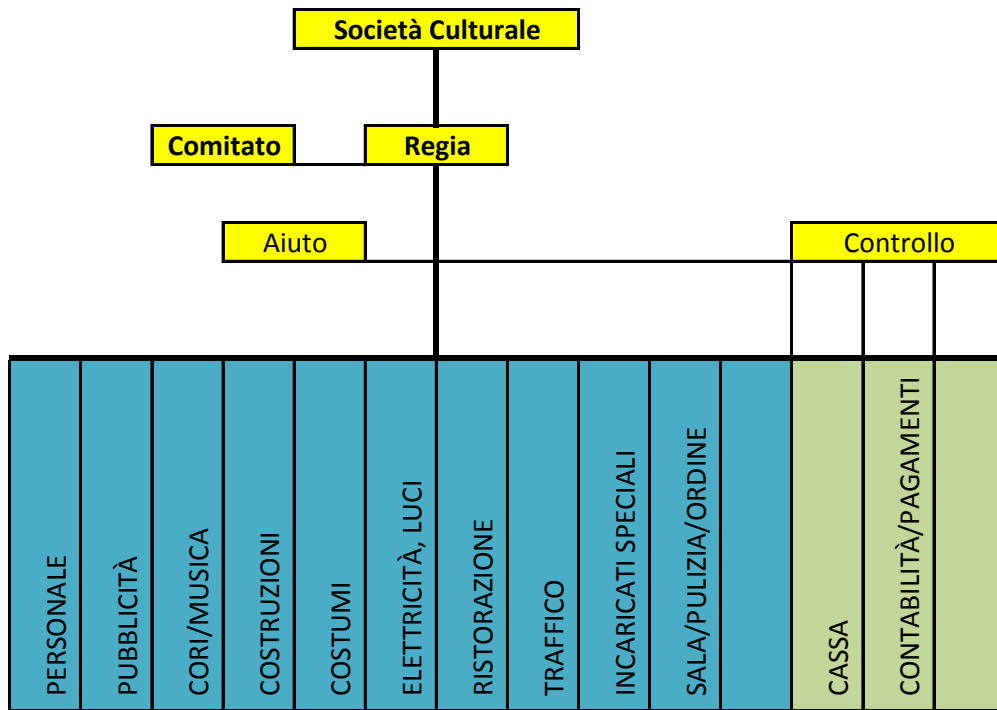 Società Culturale
Comitato
Regia
Aiuto
Controllo
PERSONALE
PUBBLICITÀ
CORI/MUSICA
COSTRUZIONI
COSTUMI
ELETTRICITÀ, LUCI
RISTORAZIONE
TRAFFICO
INCARICATI SPECIALI
SALA/PULIZIA/ORDINE
CASSA
CONTABILITÀ/PAGAMENTI